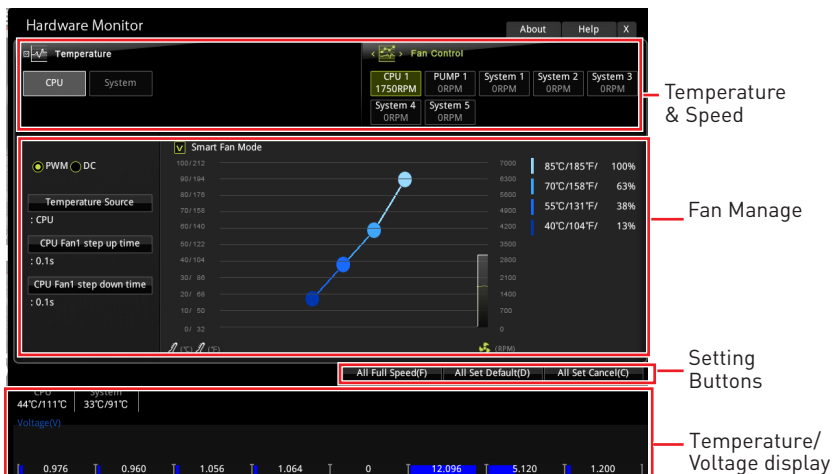 Hardware Monitor
About Help X
Temperature
Fan Control
CPU System
CPU 1 PUMP 1 System 1 System 2 System 3
1750RPM 0RPM 0RPM 0RPM 0RPM
System 4 System 5
0RPM 0RPM
Temperature
& Speed
Smart Fan Mode
PWM DC
Temperature Source
: CPU
CPU Fan1 step up time
: 0.1s
CPU Fan1 step down time
: 0.1s
100/212 7000
90/194 6300
80/176 5600
70/158 4900
60/140 4200
50/122 3500
40/104 2800
30/ 86 2100
20/ 68 1400
10/ 50 700
0/ 32 0
(°C) (°F) (RPM)
85°C/185°F/ 100%
70°C/158°F/ 63%
55°C/131°F/ 38%
40°C/104°F/ 13%
Fan Manage
All Full Speed(F) All Set Default(D) All Set Cancel(C)
Setting
Buttons
CPU System
44°C/111°C 33°C/91°C
Voltage(V)
0.976 0.960 1.056 1.064 0 12.096 5.120 1.200
Temperature/
Voltage display